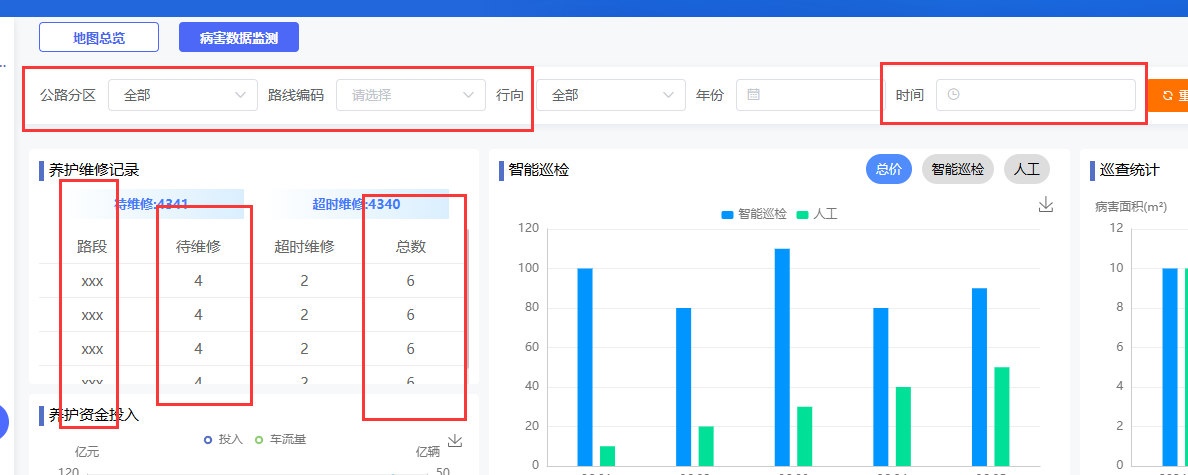 地图总览 病害数据监测
公路分区 全部 路线编码 请选择 行向 全部 年份 时间 重
养护维修记录
待维修:4341 超时维修:4340
路段 待维修 超时维修 总数
xxx 4 2 6
xxx 4 2 6
xxx 4 2 6
xxx 4 2 6
养护资金投入
投入 车流量
亿元 亿辆
120 50
智能巡检 总价 智能巡检 人工
智能巡检 人工
120
100
80
60
40
20
0
巡查统计
病害面积(m²)
12
10
8
6
4
2
0